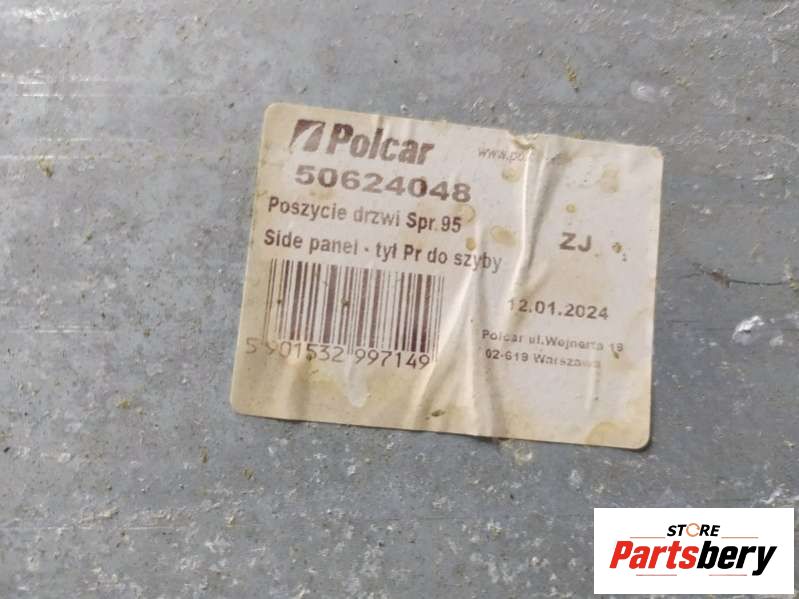 Polcar
50624048
Poszycie drzwi Spr.95
Side panel - tył Pr do szyby
ZJ
12.01.2024
Polcar ul.Wojnerta 18
02-619 Warszawa
5 901532 997149
STORE
Partsbery